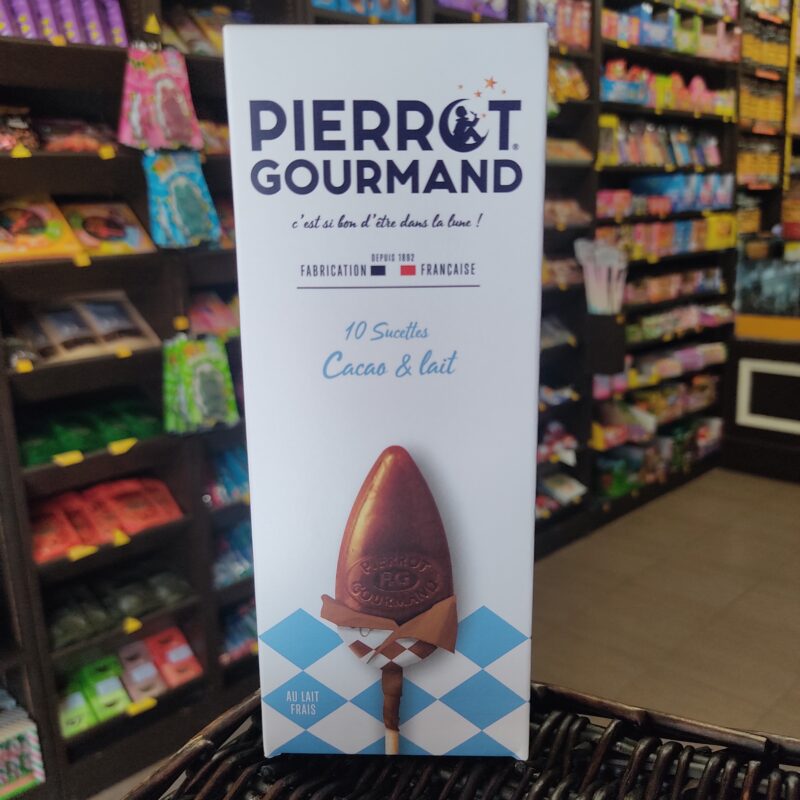 PIERROT®
GOURMAND
c'est si bon d'être dans la lune !
DEPUIS 1892
FABRICATION FRANÇAISE
10 Sucettes
Cacao & lait
PIERROT
P.G
GOURMAND
AU LAIT
FRAIS